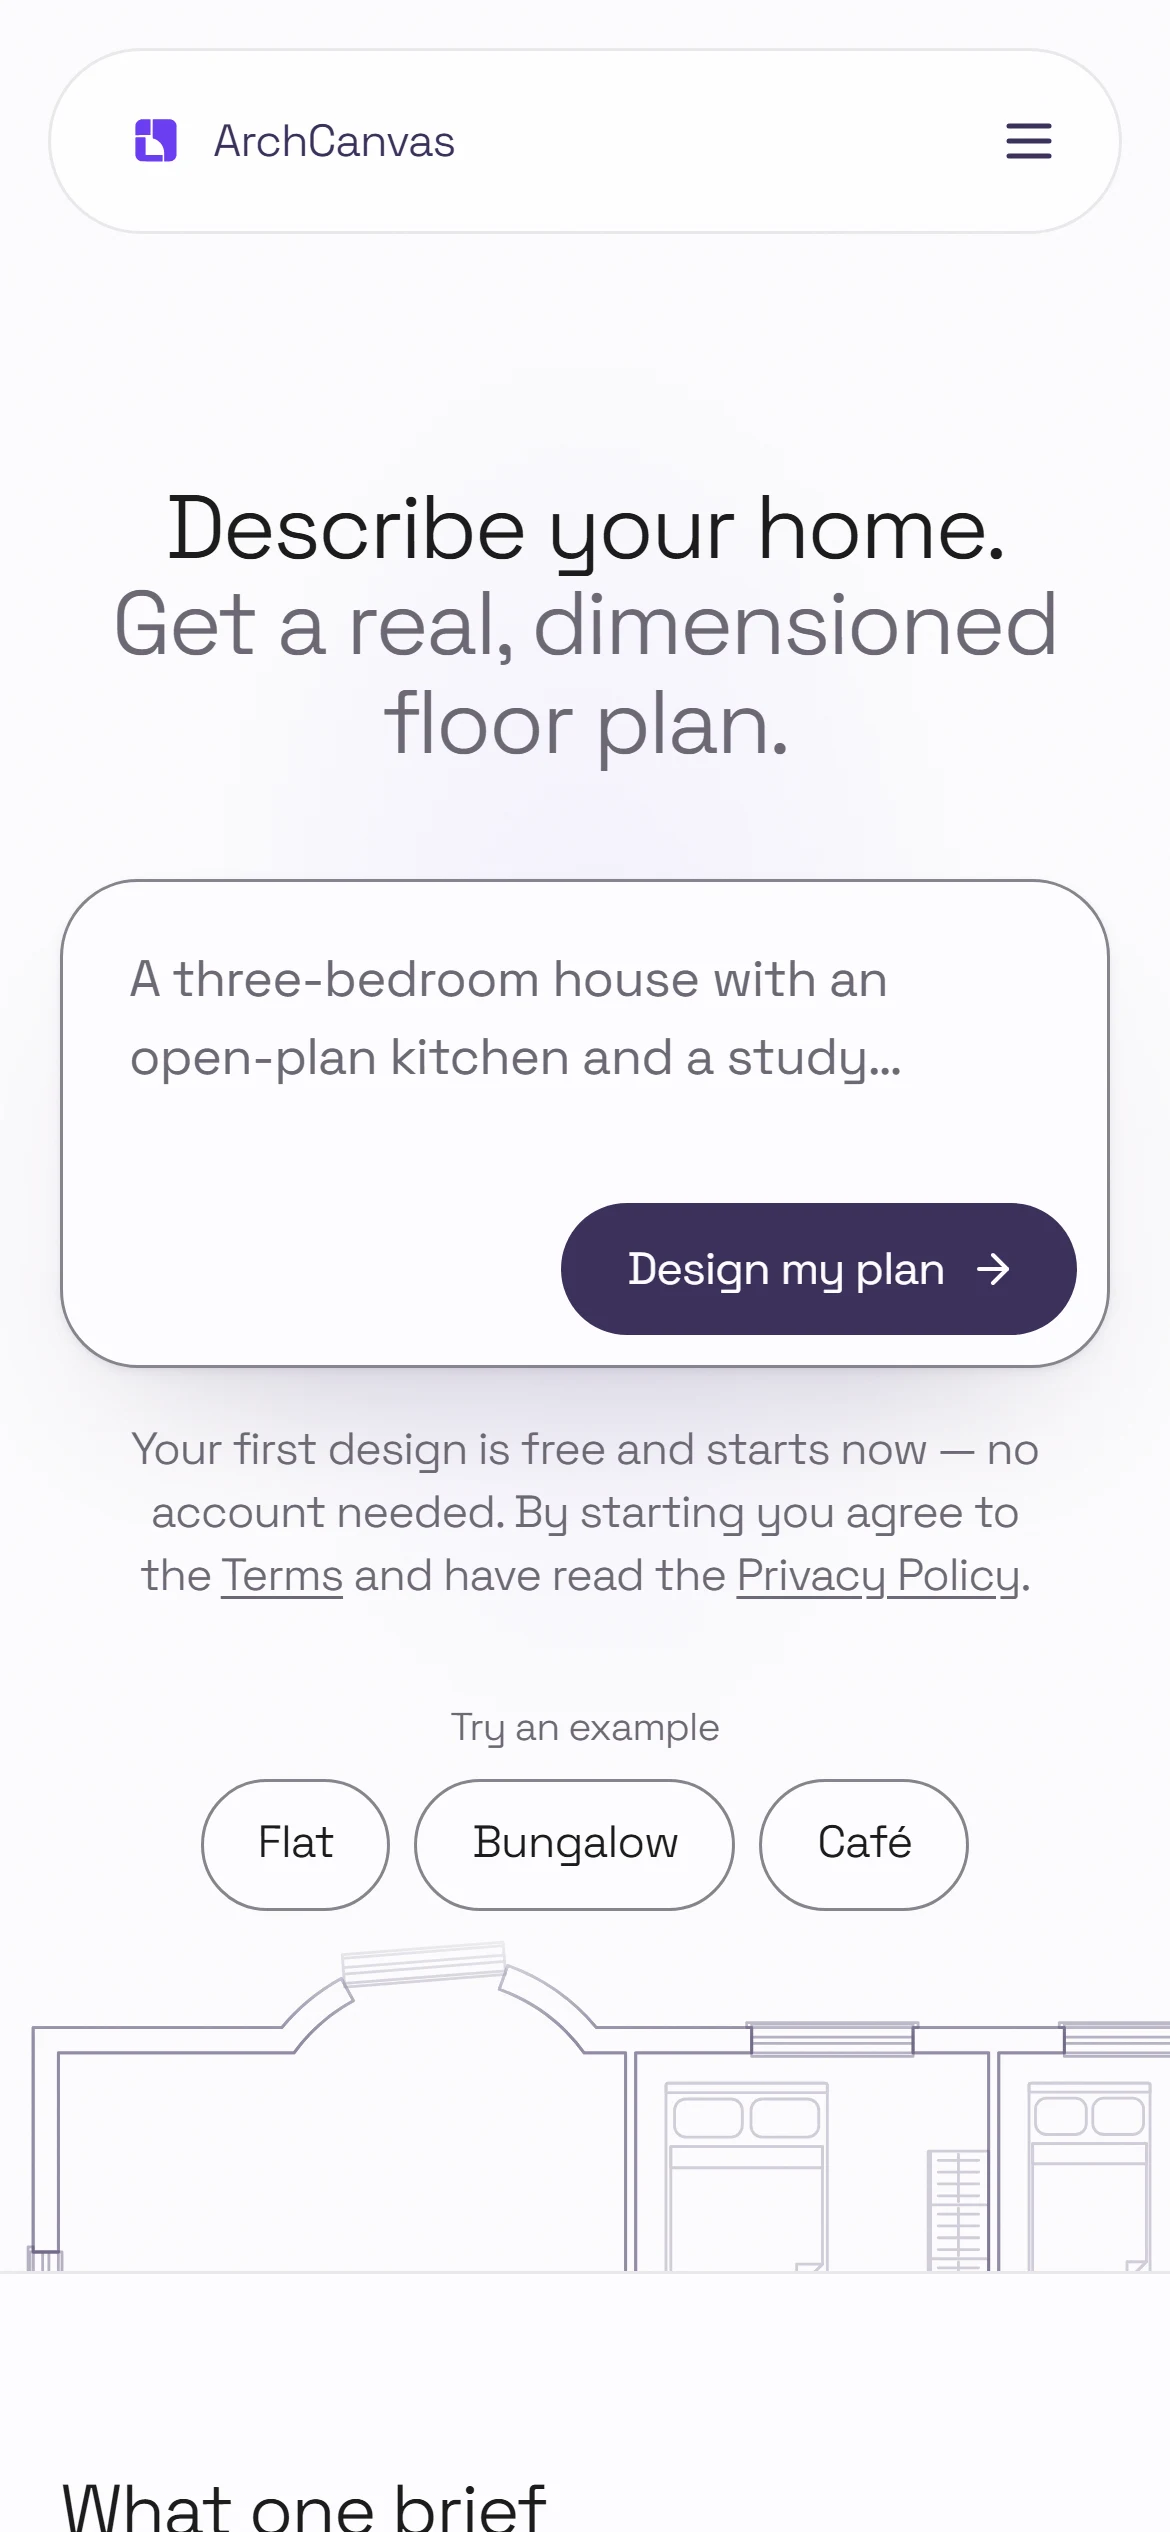 ArchCanvas
Describe your home.
Get a real, dimensioned
floor plan.
A three-bedroom house with an
open-plan kitchen and a study...
Design my plan →
Your first design is free and starts now — no
account needed. By starting you agree to
the Terms and have read the Privacy Policy.
Try an example
Flat
Bungalow
Café
What one brief